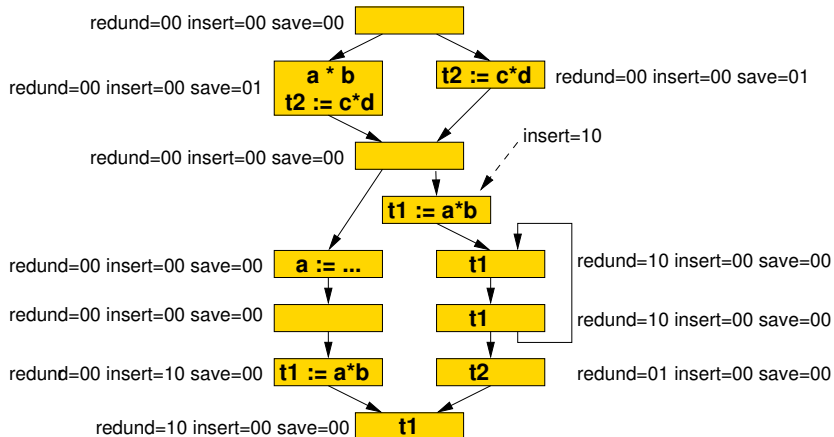 redund=00 insert=00 save=00
redund=00 insert=00 save=01
a * b
t2 := c*d
t2 := c*d
redund=00 insert=00 save=01
redund=00 insert=00 save=00
insert=10
t1 := a*b
redund=00 insert=00 save=00
a := ...
t1
redund=10 insert=00 save=00
redund=00 insert=00 save=00
t1
redund=10 insert=00 save=00
redund=00 insert=10 save=00
t1 := a*b
t2
redund=01 insert=00 save=00
redund=10 insert=00 save=00
t1